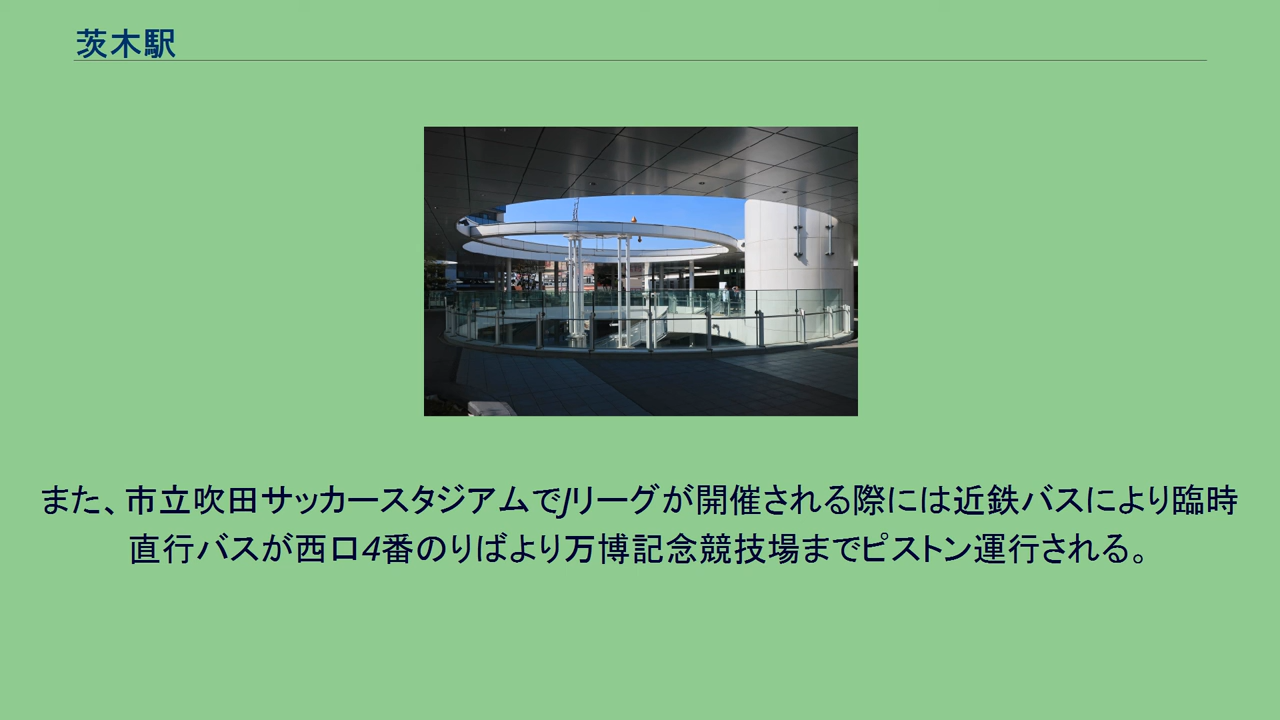 茨木駅
また、市立吹田サッカースタジアムでJリーグが開催される際には近鉄バスにより臨時
直行バスが西口4番のりばより万博記念競技場までピストン運行される。